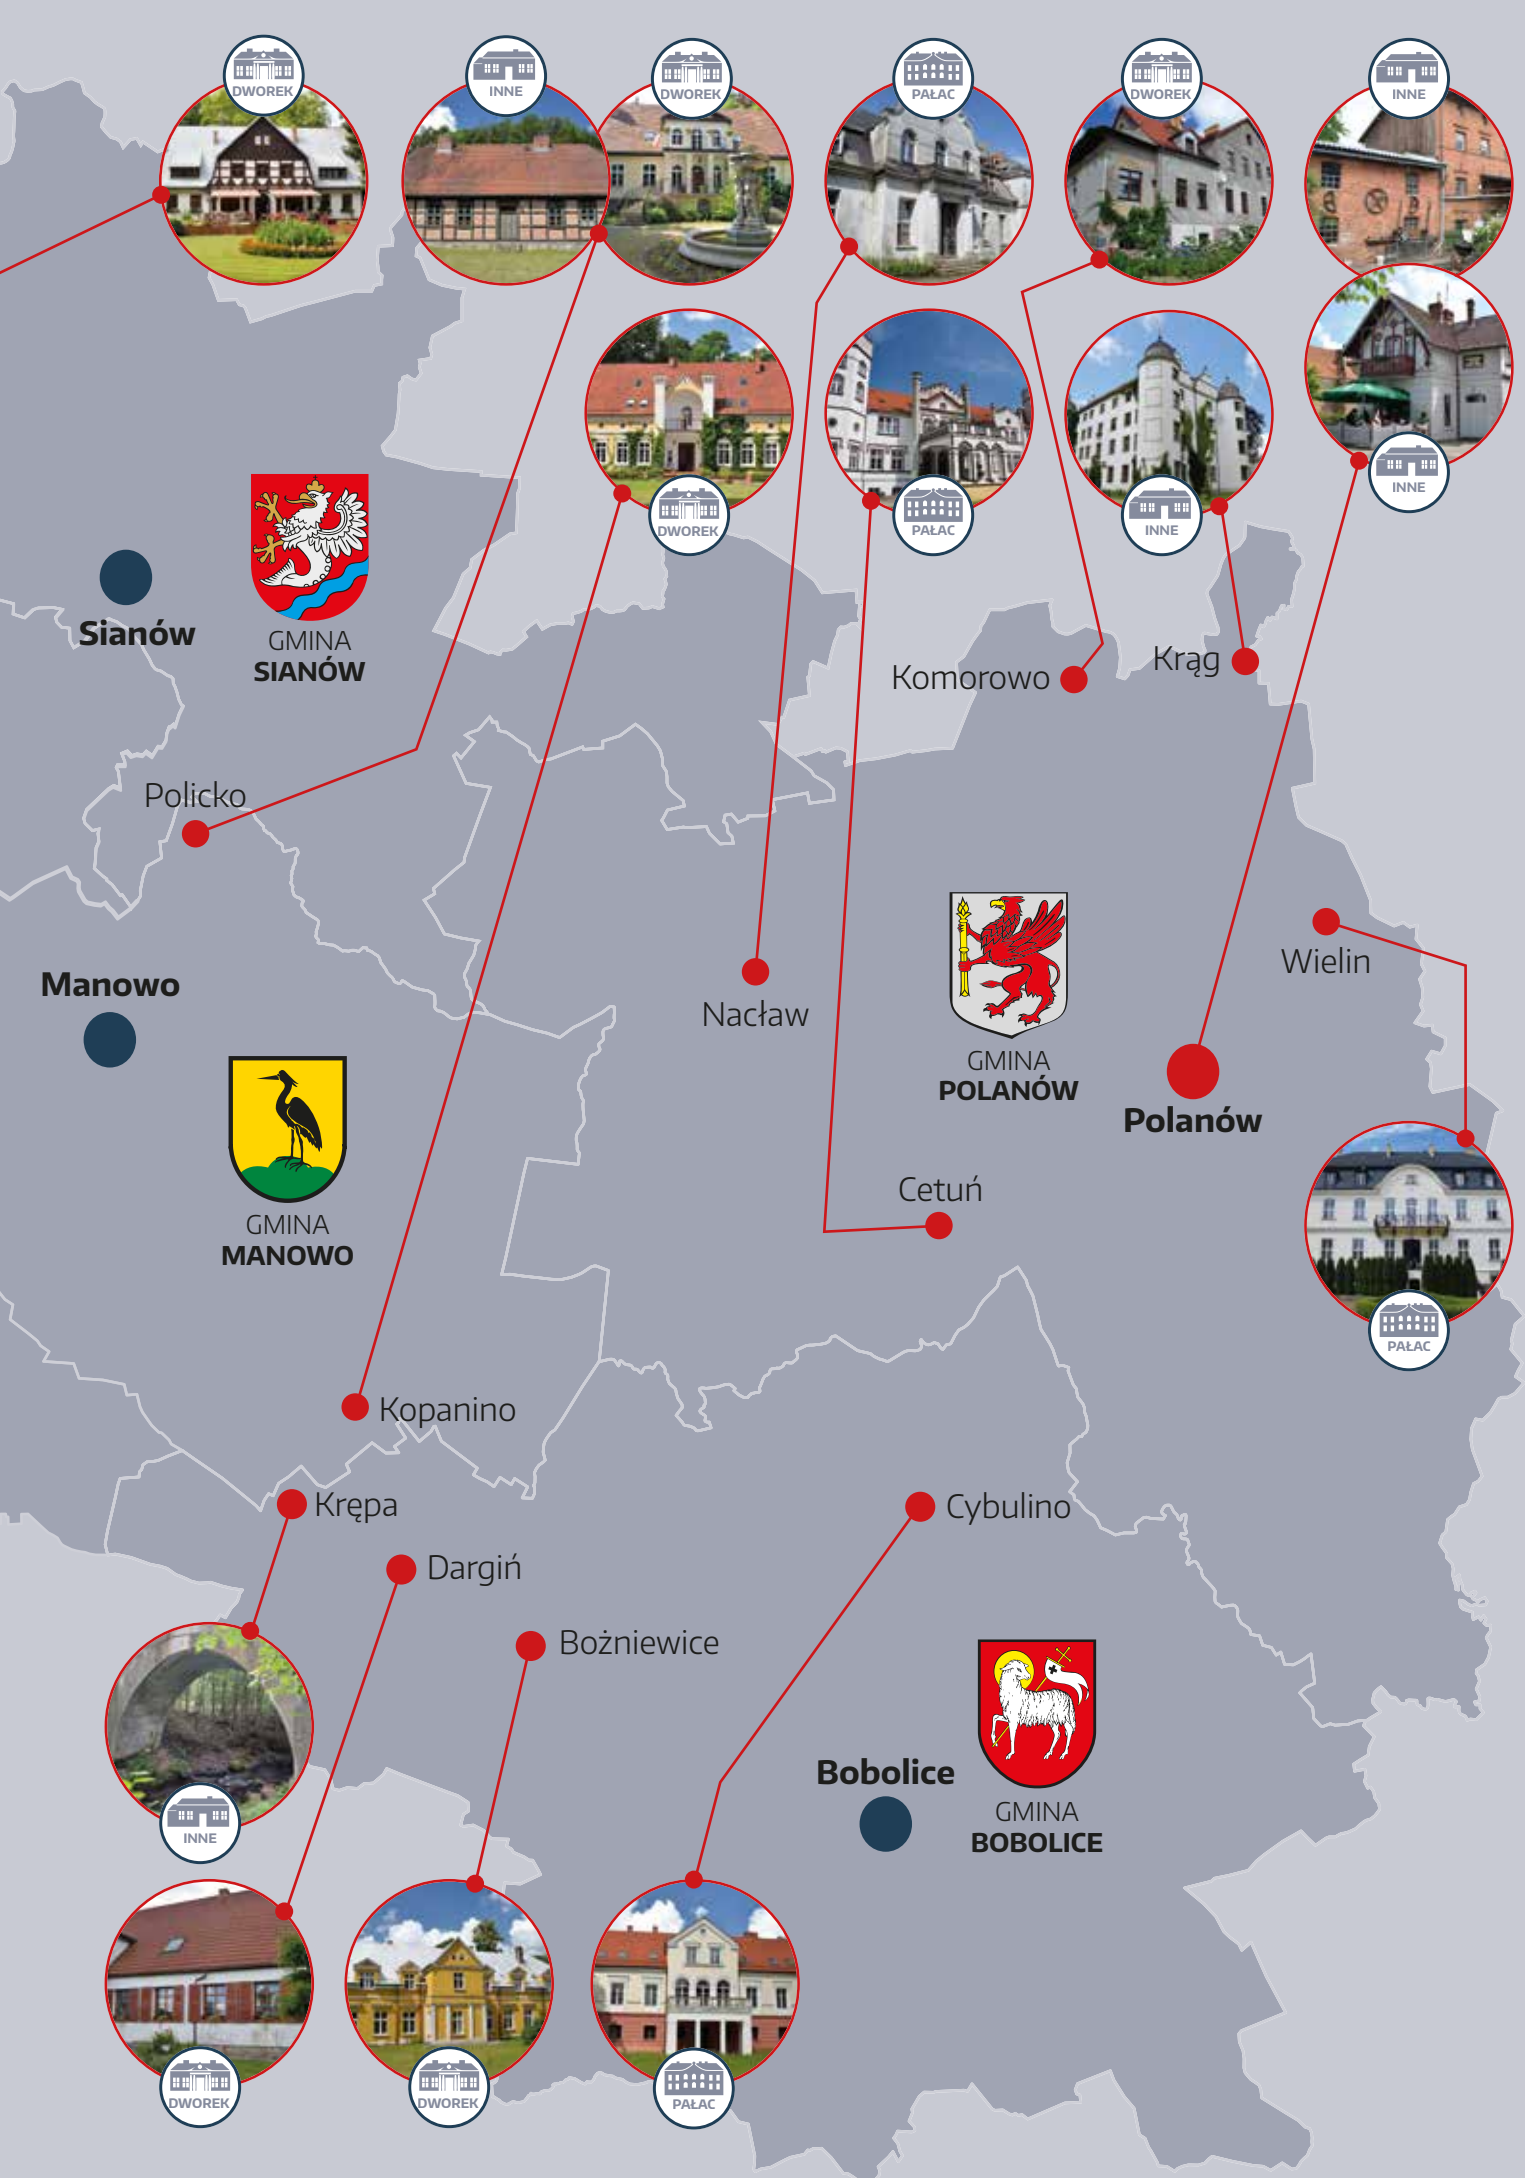 DWOREK
INNE
DWOREK
PAŁAC
DWOREK
INNE
INNE
DWOREK
PAŁAC
INNE
Sianów
GMINA
SIANÓW
Komorowo
Krąg
Policko
Manowo
Nacław
Wielin
GMINA
POLANÓW
Polanów
GMINA
MANOWO
Cetuń
PAŁAC
Kopanino
Krępa
Cybulino
Dargiń
Bożniewice
Bobolice
GMINA
BOBOLICE
INNE
DWOREK
DWOREK
PAŁAC